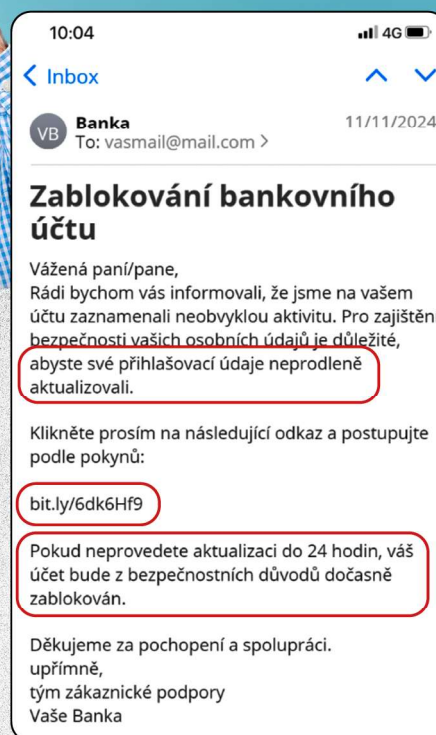 10:04
4G
Inbox
VB
Banka
11/11/2024
To: vasmail@mail.com >
Zablokování bankovního
účtu
Vážená paní/pane,
Rádi bychom vás informovali, že jsme na vašem
účtu zaznamenali neobvyklou aktivitu. Pro zajištění
bezpečnosti vašich osobních údajů je důležité,
abyste své přihlašovací údaje neprodleně
aktualizovali.
Klikněte prosím na následující odkaz a postupujte
podle pokynů:
bit.ly/6dk6Hf9
Pokud neprovedete aktualizaci do 24 hodin, váš
účet bude z bezpečnostních důvodů dočasně
zablokován.
Děkujeme za pochopení a spolupráci.
upřímně,
tým zákaznické podpory
Vaše Banka